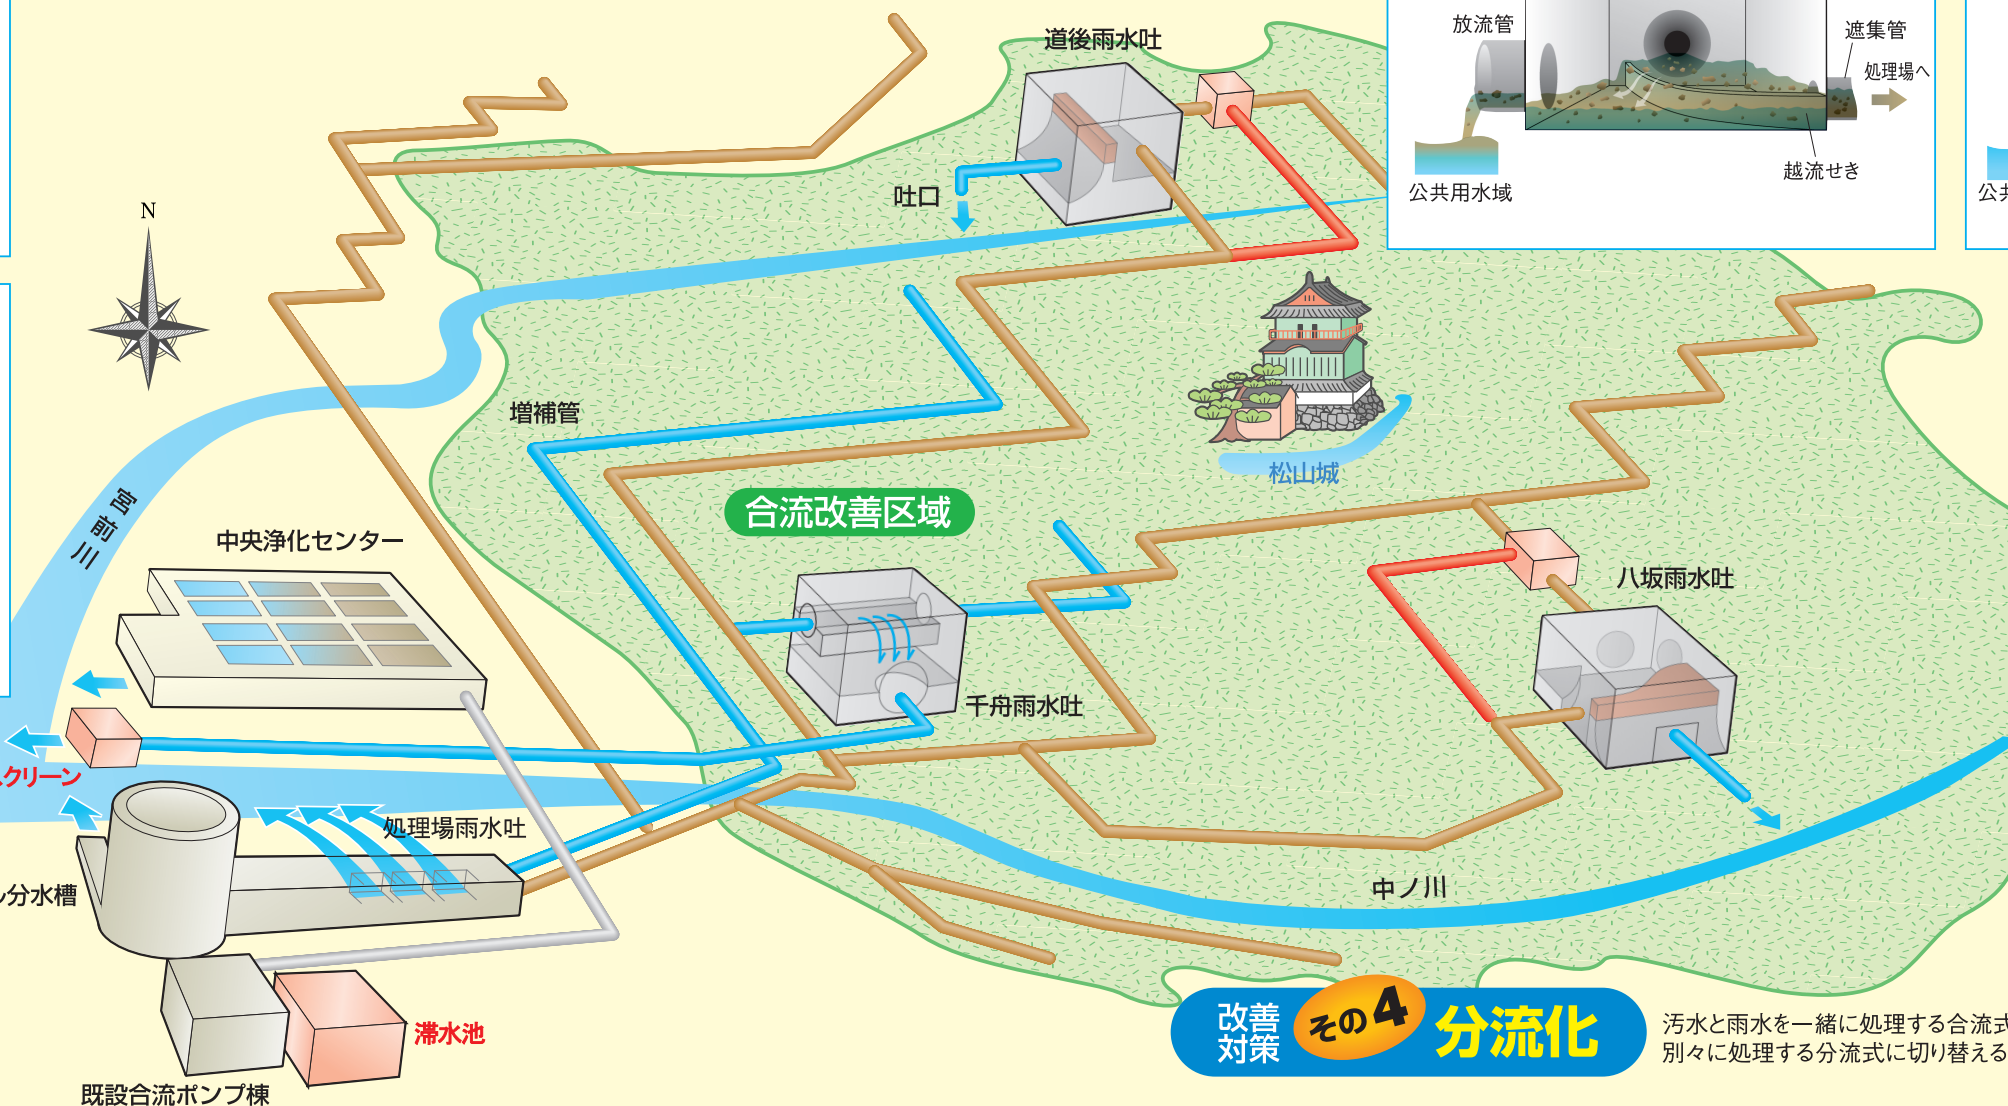 道後雨水吐
放流管
遮集管
処理場へ
越流せき
公共用水域
公共
吐口
N
増補管
松山城
宮前川
合流改善区域
中央浄化センター
八坂雨水吐
千舟雨水吐
クリーン
処理場雨水吐
分水槽
中ノ川
滞水池
既設合流ポンプ棟
改善対策 その4 分流化
汚水と雨水を一緒に処理する合流式
別々に処理する分流式に切り替える